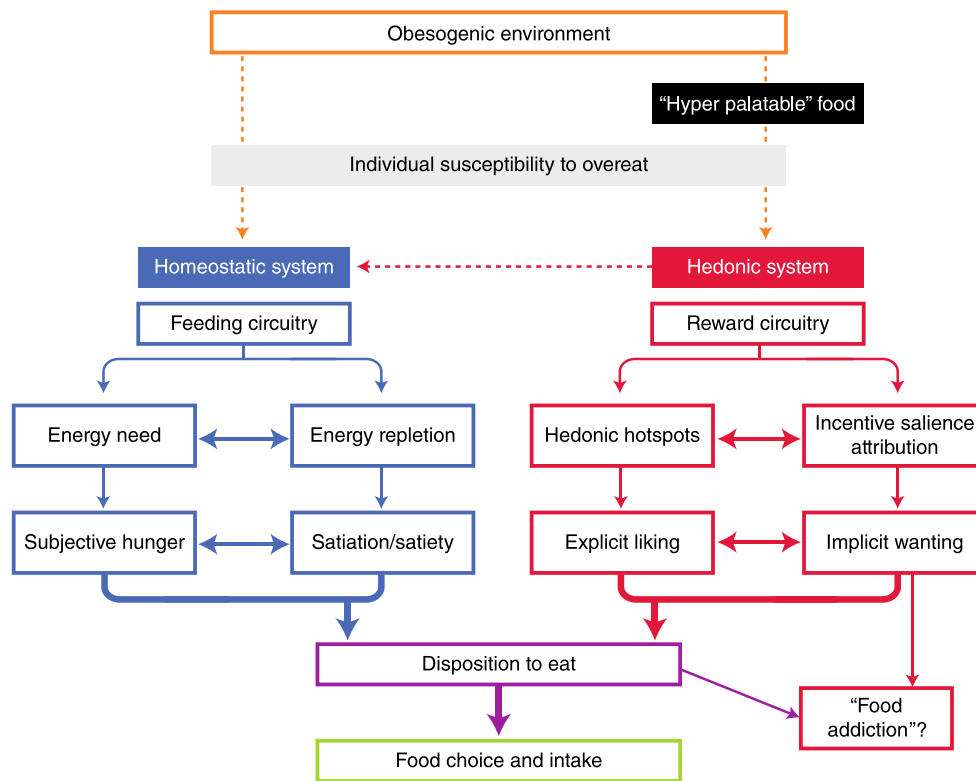 Obesogenic environment
“Hyper palatable” food
Individual susceptibility to overeat
Homeostatic system
Hedonic system
Feeding circuitry
Reward circuitry
Energy need
Energy repletion
Hedonic hotspots
Incentive salience
attribution
Subjective hunger
Satiation/satiety
Explicit liking
Implicit wanting
Disposition to eat
“Food
addiction”?
Food choice and intake